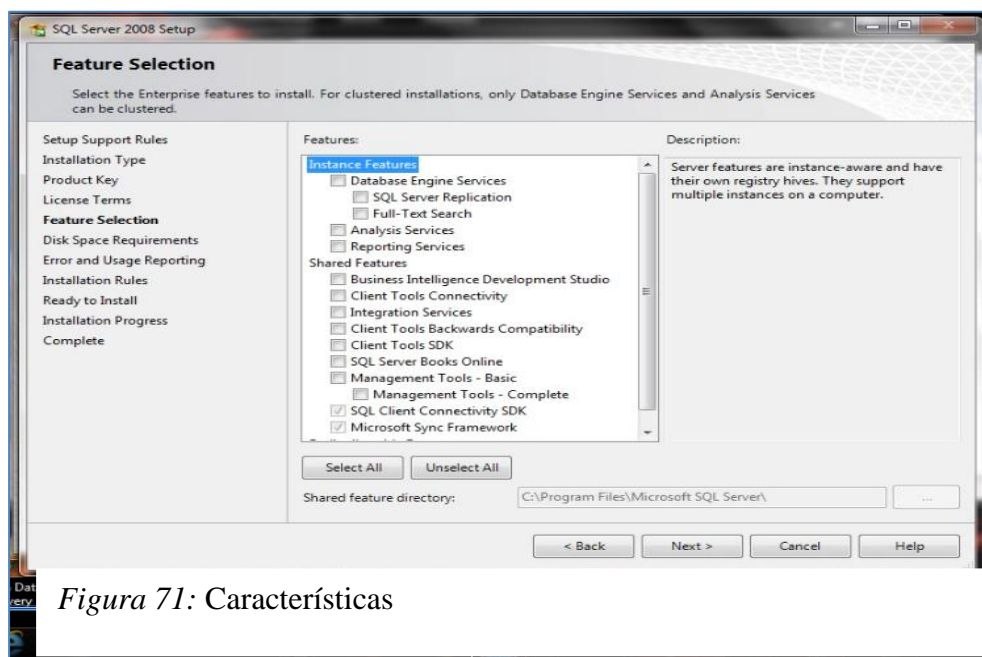 SQL Server 2008 Setup
Feature Selection
Select the Enterprise features to install. For clustered installations, only Database Engine Services and Analysis Services
can be clustered.
Setup Support Rules
Installation Type
Product Key
License Terms
Feature Selection
Disk Space Requirements
Error and Usage Reporting
Installation Rules
Ready to Install
Installation Progress
Complete
Features:
Instance Features
Database Engine Services
SQL Server Replication
Full-Text Search
Analysis Services
Reporting Services
Shared Features
Business Intelligence Development Studio
Client Tools Connectivity
Integration Services
Client Tools Backwards Compatibility
Client Tools SDK
SQL Server Books Online
Management Tools - Basic
Management Tools - Complete
SQL Client Connectivity SDK
Microsoft Sync Framework
Description:
Server features are instance-aware and have
their own registry hives. They support
multiple instances on a computer.
Select All
Unselect All
Shared feature directory:
C:\Program Files\Microsoft SQL Server\
...
< Back
Next >
Cancel
Help
Figura 71: Características